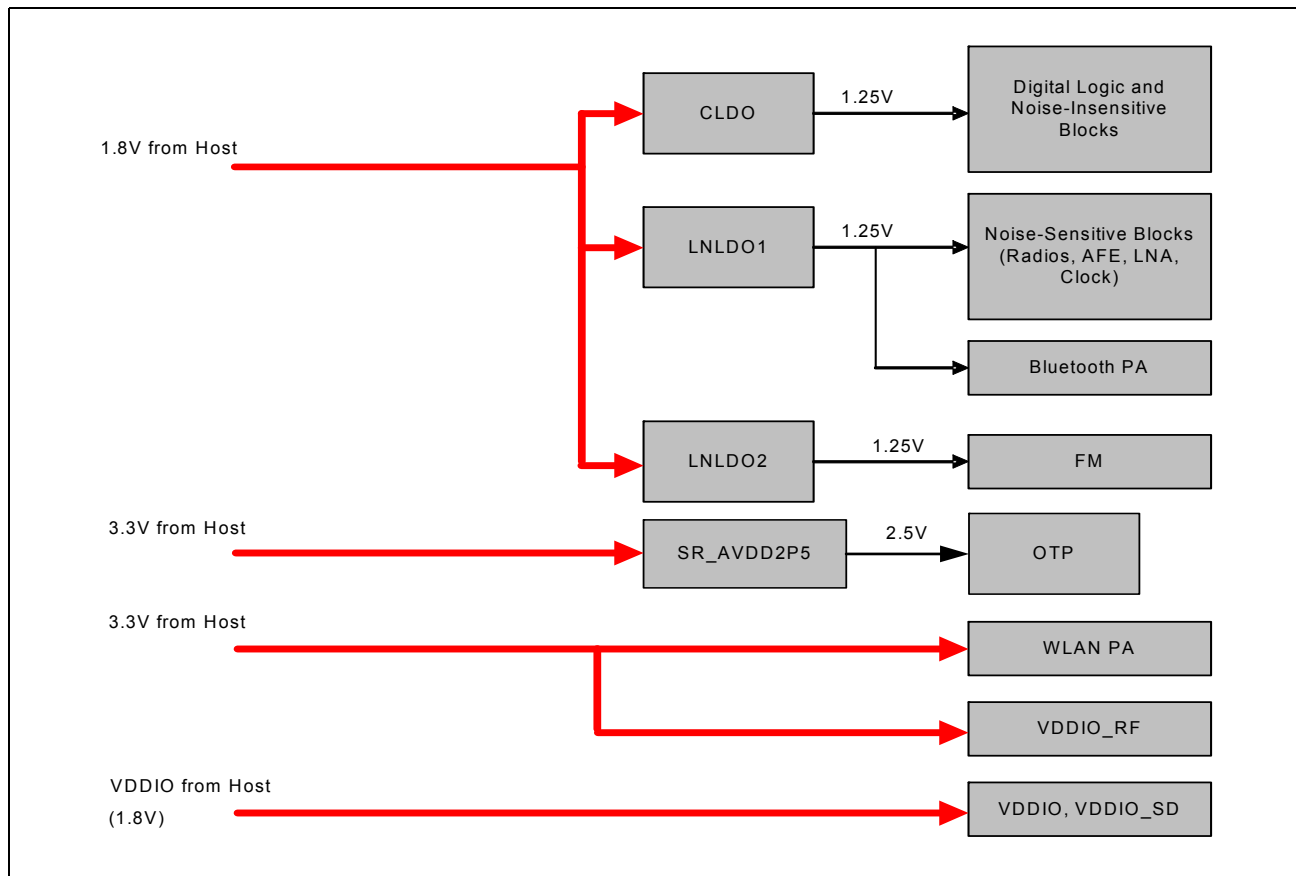 1.8V from Host
CLDO
1.25V
Digital Logic and
Noise-Insensitive
Blocks
LNLDO1
1.25V
Noise-Sensitive Blocks
(Radios, AFE, LNA,
Clock)
Bluetooth PA
LNLDO2
1.25V
FM
3.3V from Host
SR_AVDD2P5
2.5V
OTP
3.3V from Host
WLAN PA
VDDIO_RF
VDDIO from Host
(1.8V)
VDDIO, VDDIO_SD